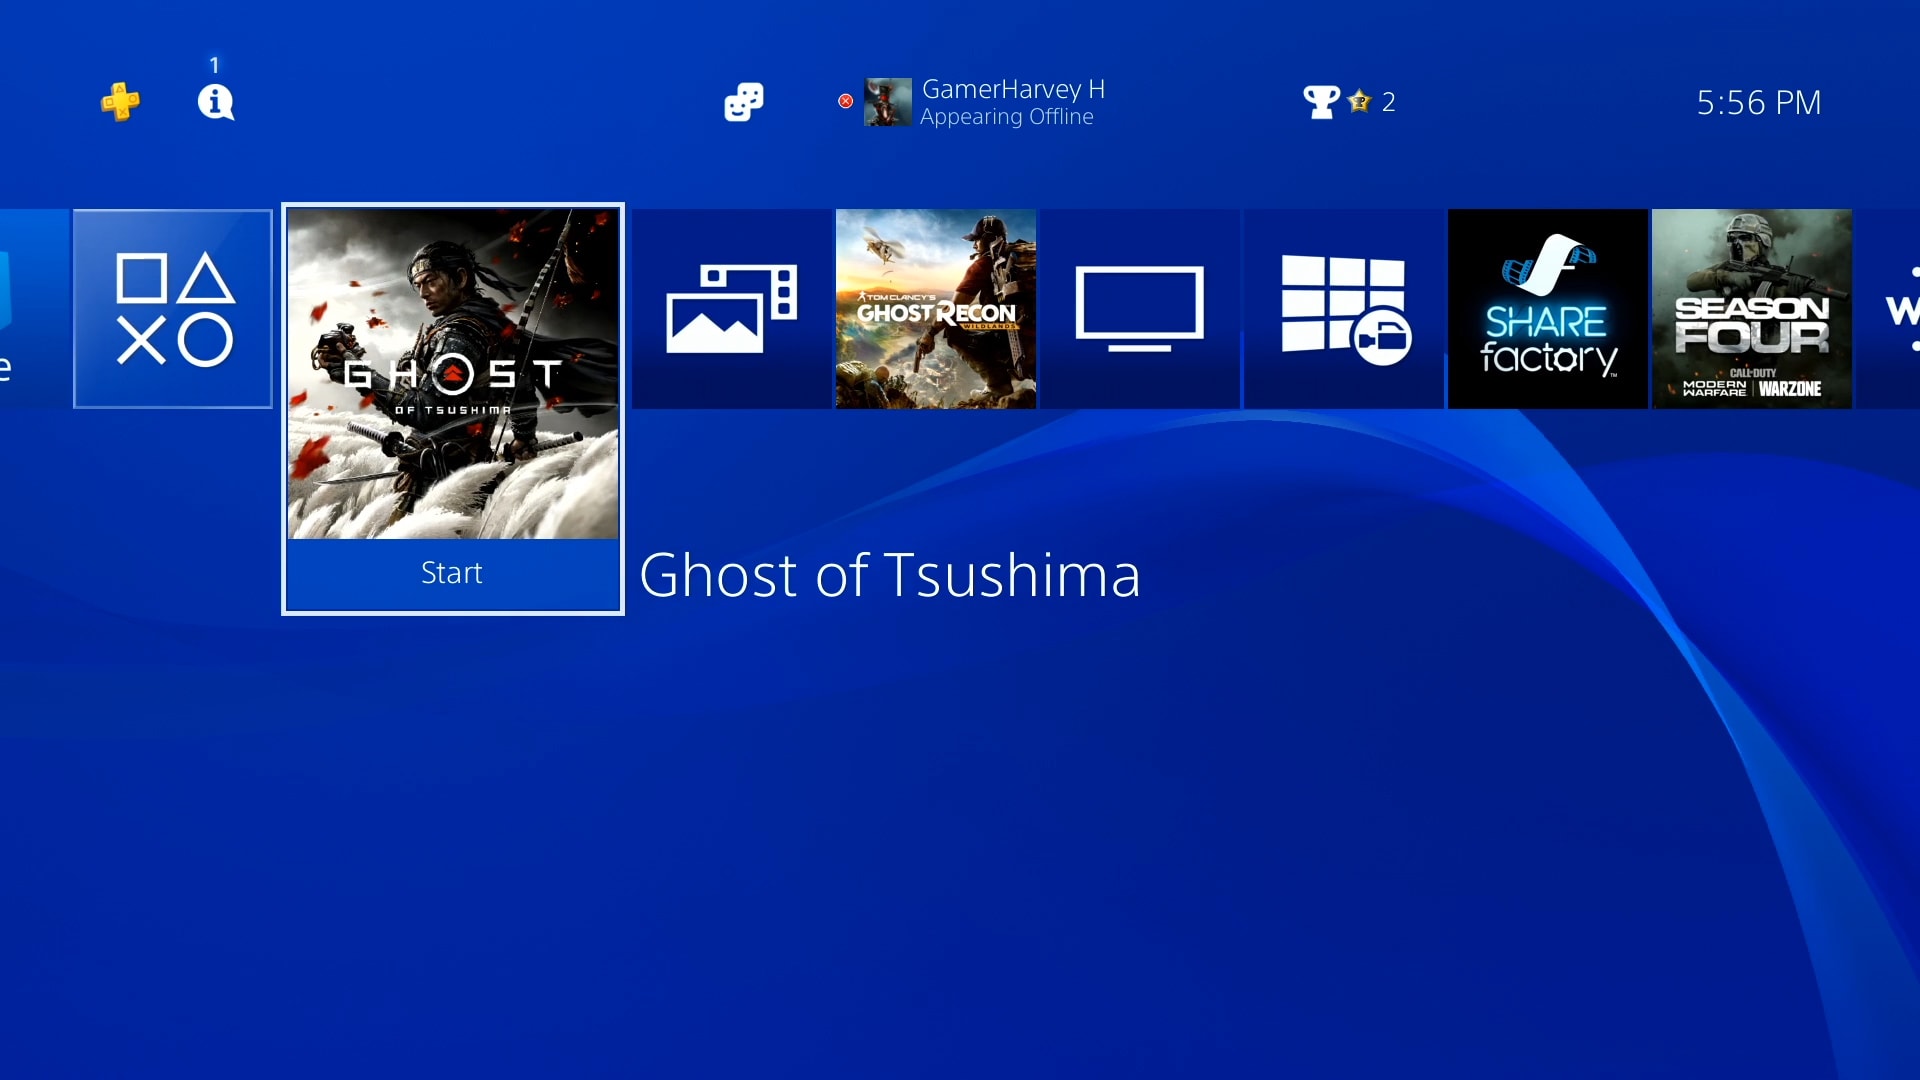 1
GamerHarvey H
Appearing Offline
2
5:56 PM
e
GHOST
OF TSUSHIMA
TOM CLANCY'S
GHOST RECON
WILDLANDS
SHARE
factory™
SEASON
FOUR
CALL OF DUTY
MODERN
WARFARE
WARZONE
W
Start
Ghost of Tsushima